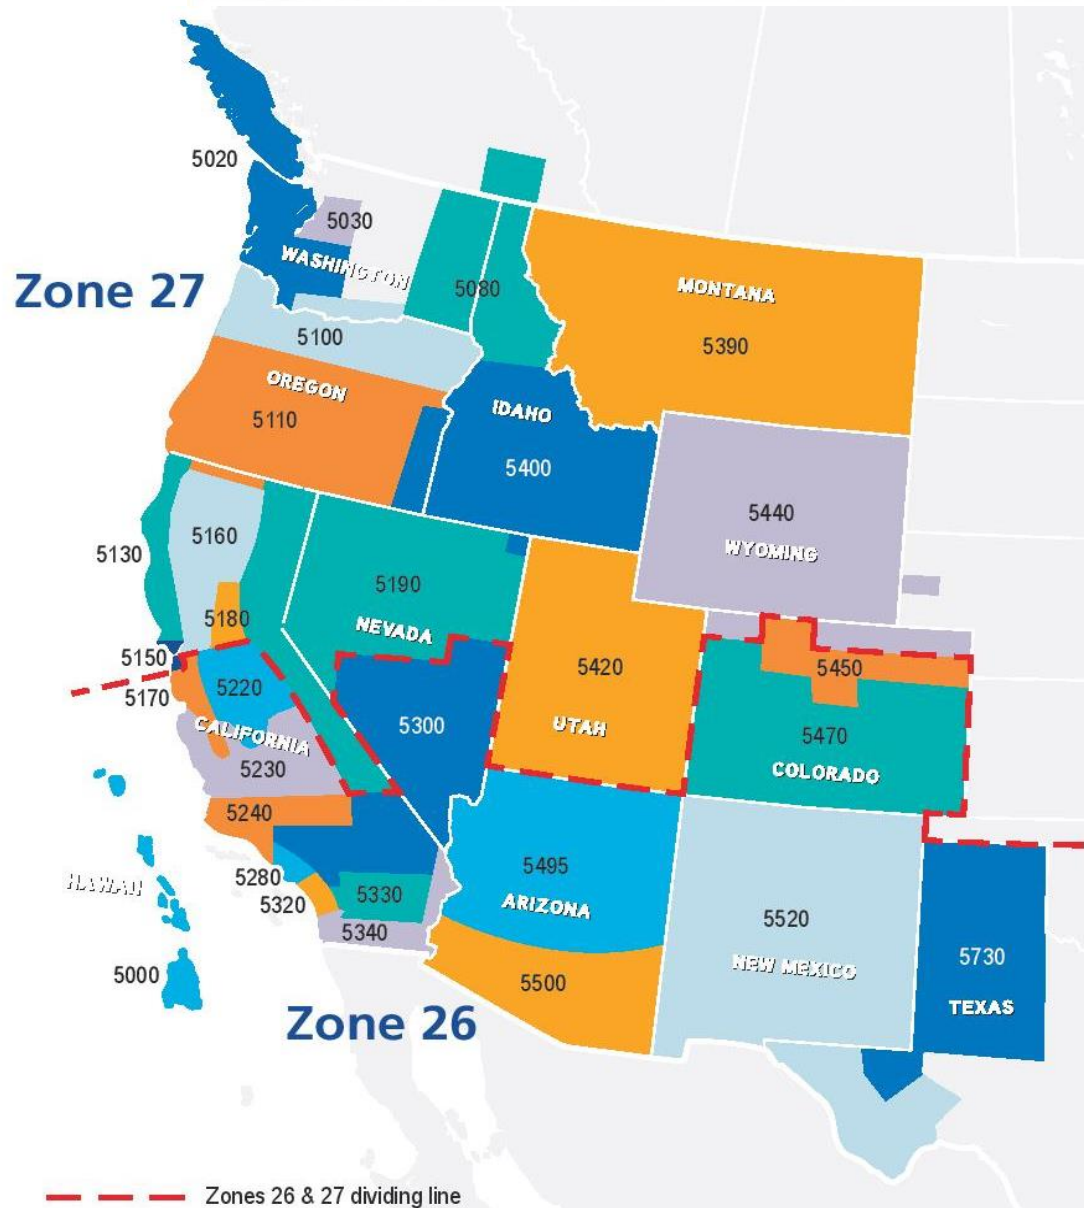 5020
5030
WASHINGTON
Zone 27
5080
MONTANA
5100
5390
OREGON
IDAHO
5110
5400
5440
5160
WYOMING
5130
5190
5180
NEVADA
5150
5170
5220
5420
5450
CALIFORNIA
5300
UTAH
5470
5230
COLORADO
5240
5280
5495
HAWAII
5320
5330
ARIZONA
5340
5520
5000
5730
NEW MEXICO
5500
TEXAS
Zone 26
Zones 26 & 27 dividing line